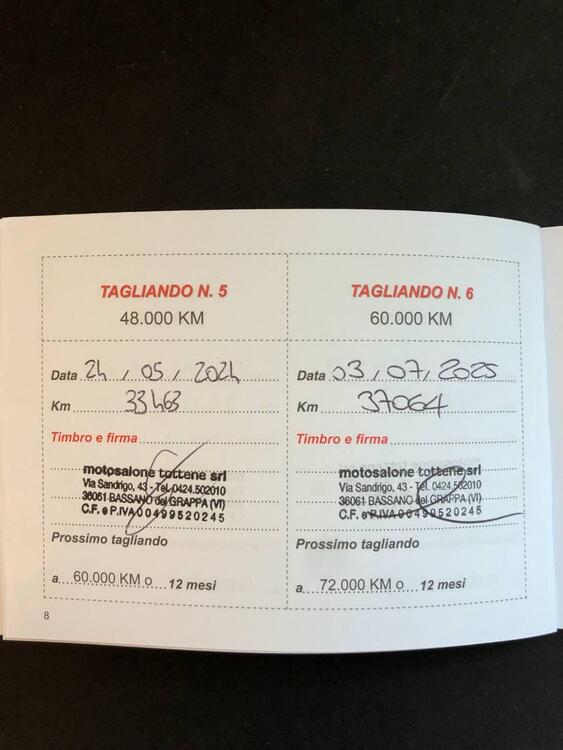 TAGLIANDO N. 5
48.000 KM
Data 24 / 05 / 2024
Km 33463
Timbro e firma
motosalone tottene srl
Via Sandrigo, 43 - Tel. 0424.502010
36061 BASSANO del GRAPPA (VI)
C.F. e P.IVA 00499520245
Prossimo tagliando
a 60.000 KM o 12 mesi
8
TAGLIANDO N. 6
60.000 KM
Data 03 / 07 / 2025
Km 37064
Timbro e firma
motosalone tottene srl
Via Sandrigo, 43 - Tel. 0424.502010
36061 BASSANO del GRAPPA (VI)
C.F. e P.IVA 00499520245
Prossimo tagliando
a 72.000 KM o 12 mesi